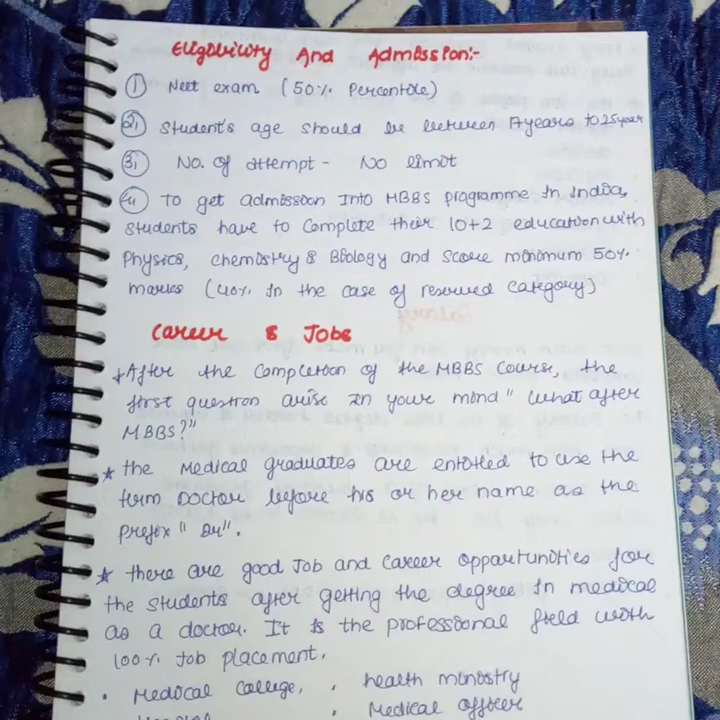 Eligibility And Admission:-
① Neet exam (50% Percentile)
② Student's age should be between 17years to 25year
③ No. of attempt - No limit
④ To get admission Into MBBS programme In India,
students have to Complete their 10+2 education with
Physics, chemistry & Biology and Score minimum 50%
marks (40% In the case of reserved category)
Career & Jobs
* After the completion of the MBBS Course, the
first question arise In your mind "what after
MBBS?"
* the Medical graduates are entitled to use the
term Doctor before his or her name as the
prefix "Dr".
* there are good Job and career opportunities for
the students after getting the degree In medical
as a doctor. It is the professional field with
100% Job placement.
· Medical College, · health ministry
· Medical officer